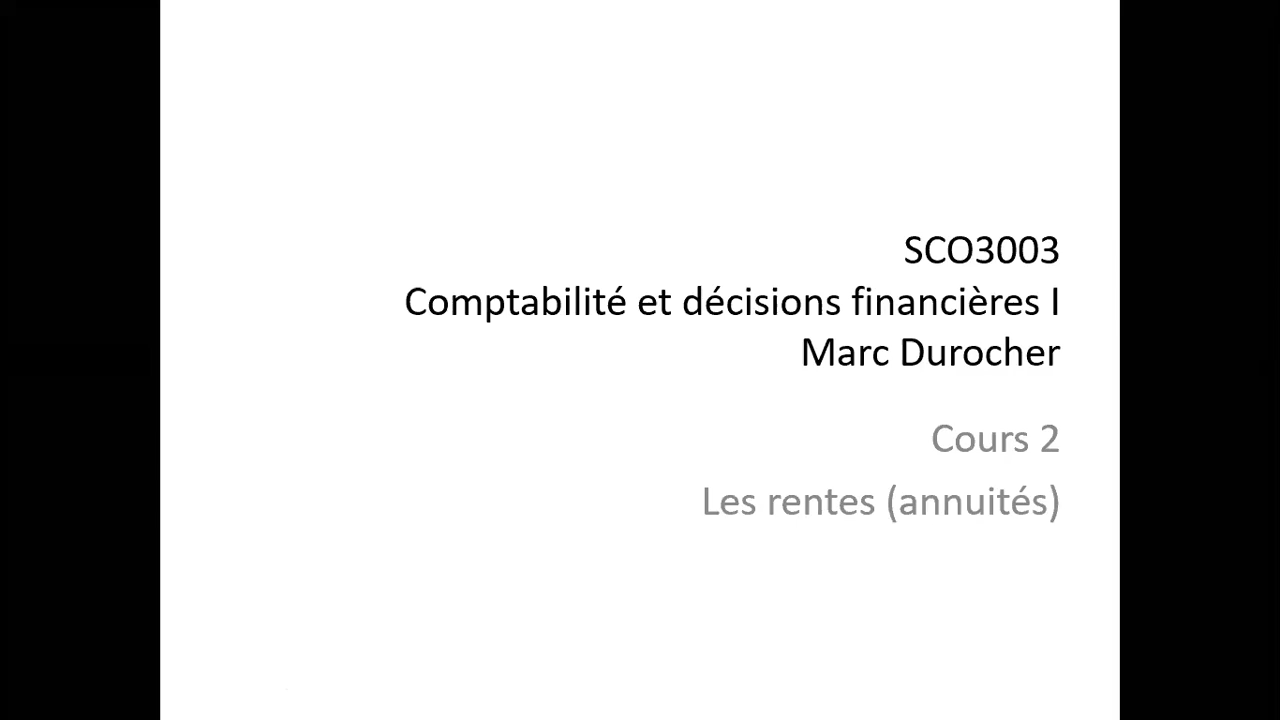 SCO3003
Comptabilité et décisions financières I
Marc Durocher
Cours 2
Les rentes (annuités)